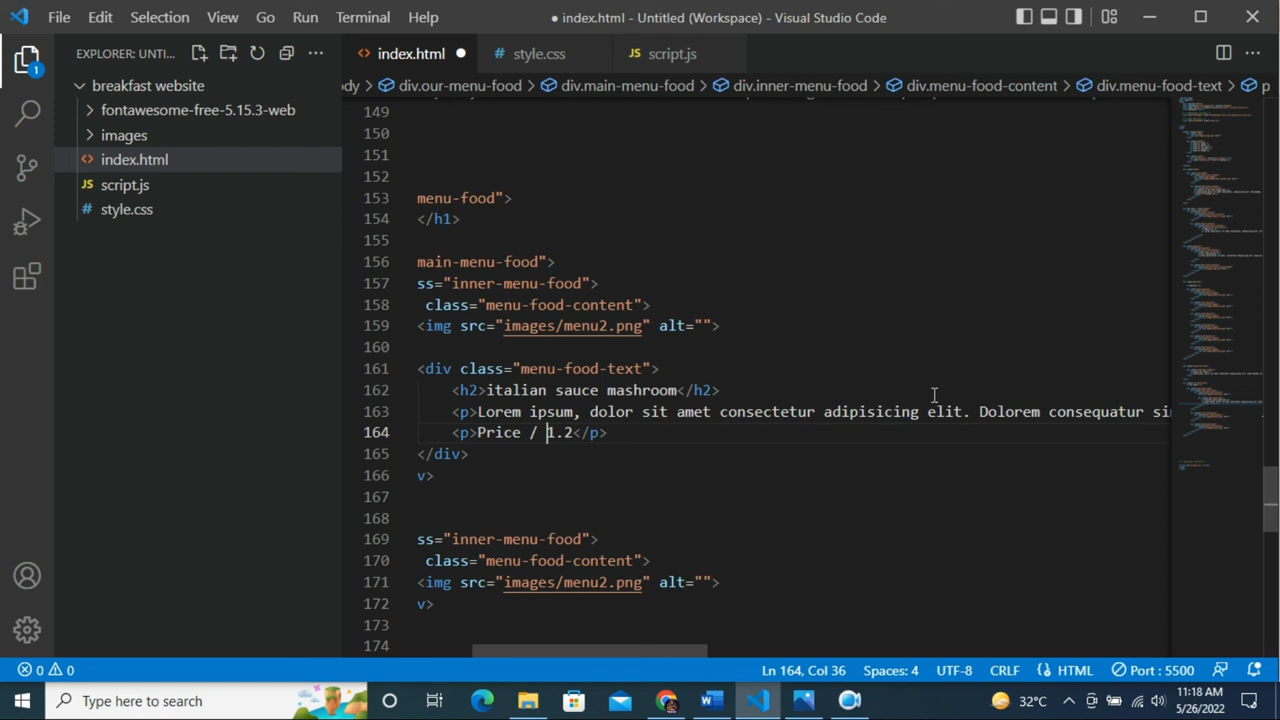 File Edit Selection View Go Run Terminal Help
● index.html - Untitled (Workspace) - Visual Studio Code
EXPLORER: UNTI...
index.html
style.css
script.js
breakfast website
fontawesome-free-5.15.3-web
images
index.html
script.js
style.css
1
ody > div.our-menu-food > div.main-menu-food > div.inner-menu-food > div.menu-food-content > div.menu-food-text > p
149
150
151
152
153 menu-food">
154 </h1>
155
156 main-menu-food">
157 ss="inner-menu-food">
158 class="menu-food-content">
159 <img src="images/menu2.png" alt="">
160
161 <div class="menu-food-text">
162 <h2>italian sauce mashroom</h2>
163 <p>Lorem ipsum, dolor sit amet consectetur adipisicing elit. Dolorem consequatur sin
164 <p>Price / 1.2</p>
165 </div>
166 v>
167
168
169 ss="inner-menu-food">
170 class="menu-food-content">
171 <img src="images/menu2.png" alt="">
172 v>
173
174
0 0 Ln 164, Col 36 Spaces: 4 UTF-8 CRLF HTML Port : 5500
Type here to search
32°C
11:18 AM
5/26/2022